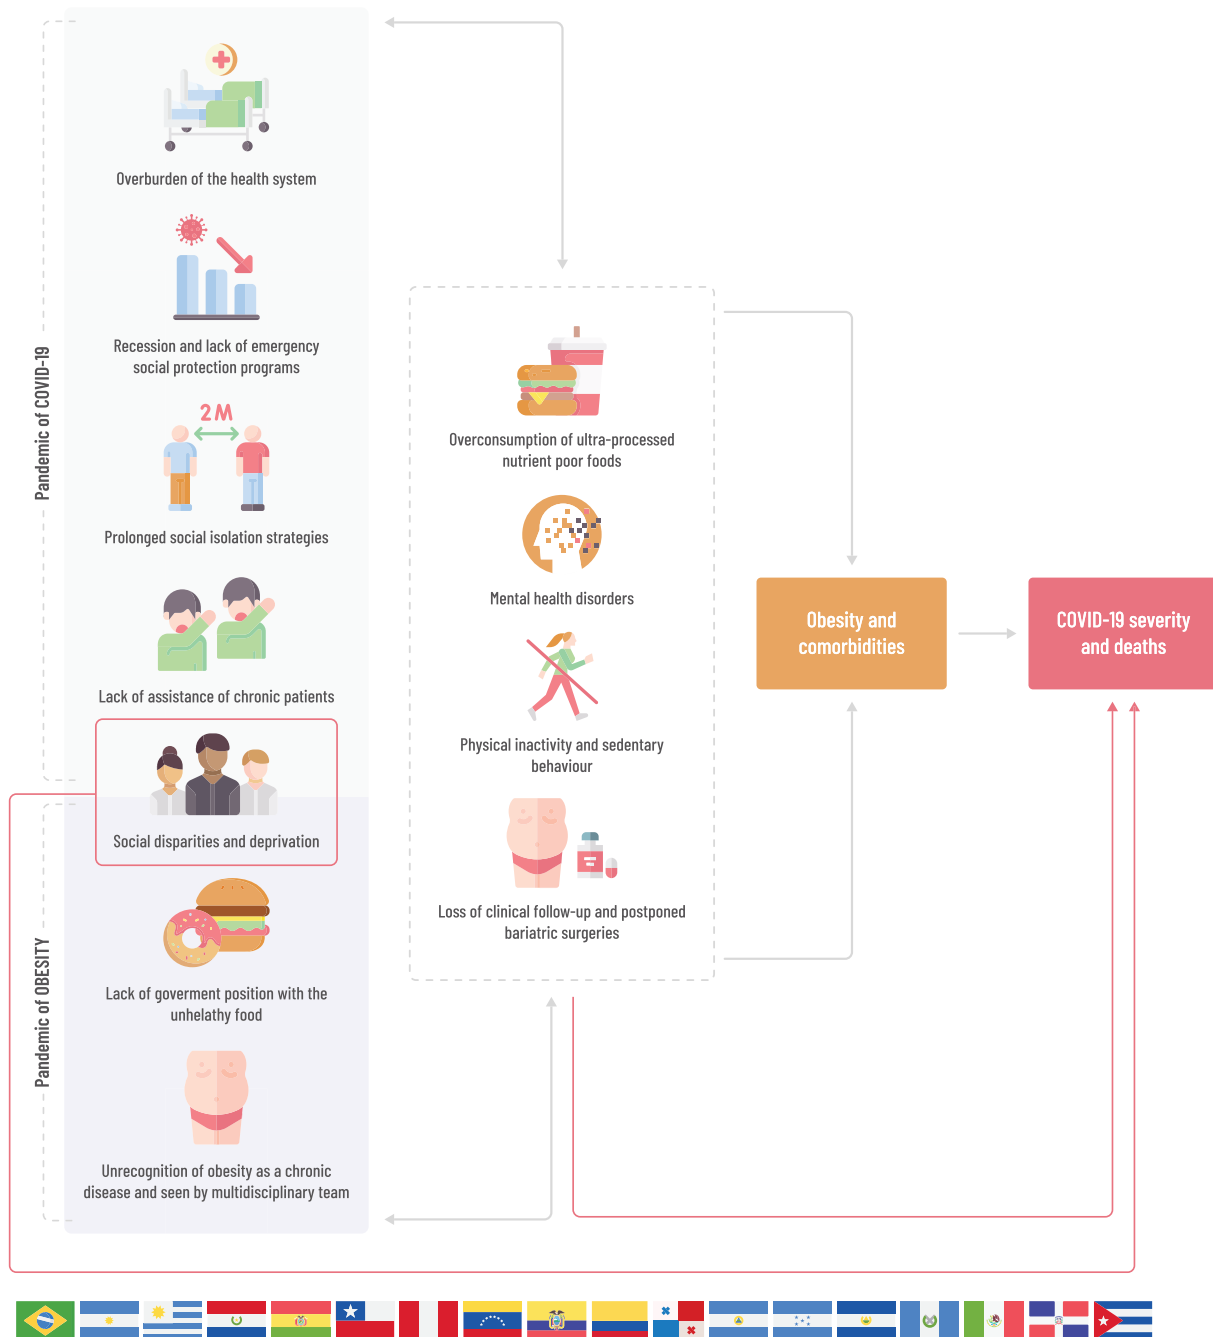 Pandemic of COVID-19
Overburden of the health system
Recession and lack of emergency
social protection programs
2M
Prolonged social isolation strategies
Lack of assistance of chronic patients
Social disparities and deprivation
Pandemic of OBESITY
Lack of goverment position with the
unhelathy food
Unrecognition of obesity as a chronic
disease and seen by multidisciplinary team
Overconsumption of ultra-processed
nutrient poor foods
Mental health disorders
Physical inactivity and sedentary
behaviour
Loss of clinical follow-up and postponed
bariatric surgeries
Obesity and
comorbidities
COVID-19 severity
and deaths